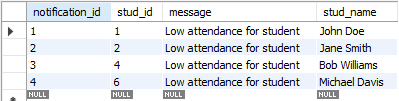 notification_id stud_id message stud_name
1 1 Low attendance for student John Doe
2 2 Low attendance for student Jane Smith
3 4 Low attendance for student Bob Williams
4 6 Low attendance for student Michael Davis
NULL NULL NULL NULL